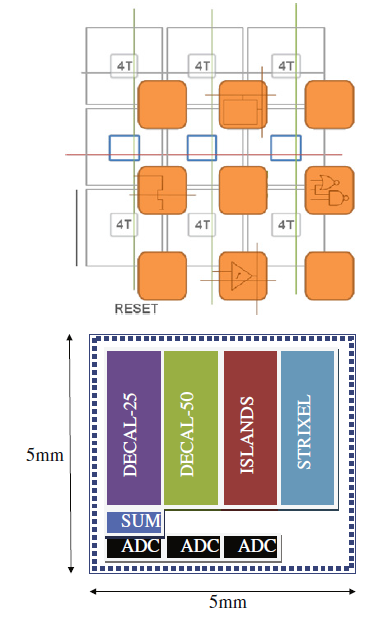 4T 4T 4T
4T 4T 4T
RESET
DECAL-25
DECAL-50
ISLANDS
STRIXEL
5mm
SUM
ADC ADC ADC
5mm